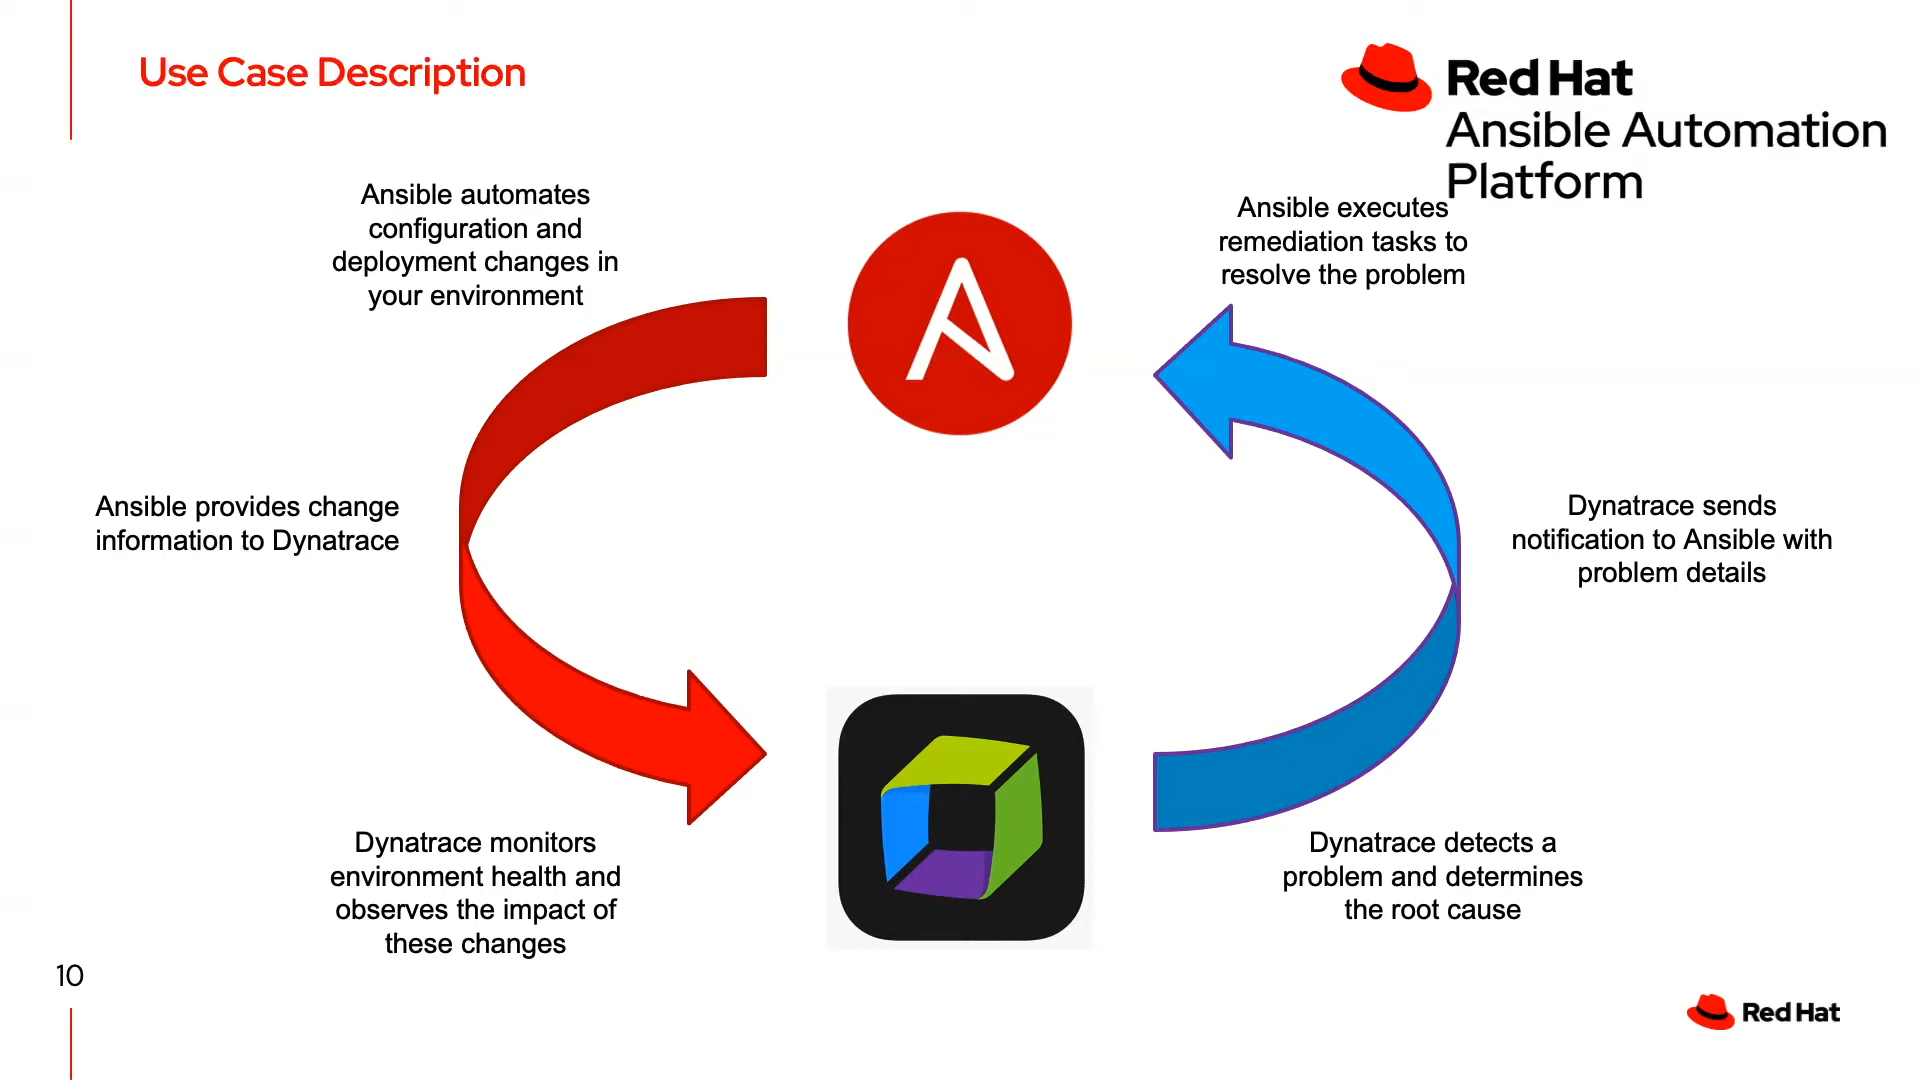 Use Case Description
Red Hat
Ansible Automation
Platform
Ansible automates
configuration and
deployment changes in
your environment
Ansible executes
remediation tasks to
resolve the problem
Ansible provides change
information to Dynatrace
Dynatrace sends
notification to Ansible with
problem details
Dynatrace monitors
environment health and
observes the impact of
these changes
Dynatrace detects a
problem and determines
the root cause
10
Red Hat